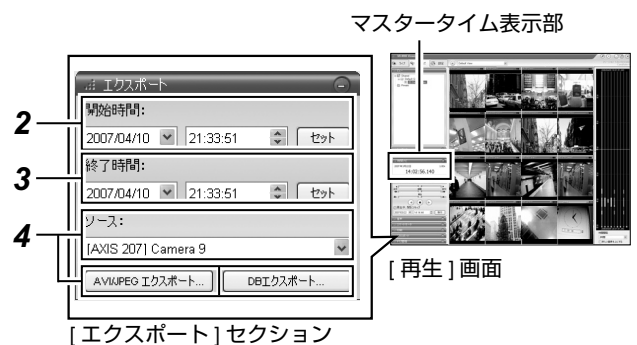 マスタータイム表示部
エクスポート
2 開始時間:
2007/04/10 21:33:51 セット
3 終了時間:
2007/04/10 21:33:51 セット
4 ソース:
[AXIS 207] Camera 9
AVI/JPEG エクスポート... DBエクスポート...
[エクスポート]セクション
[14:02:56.140]
[再生]画面